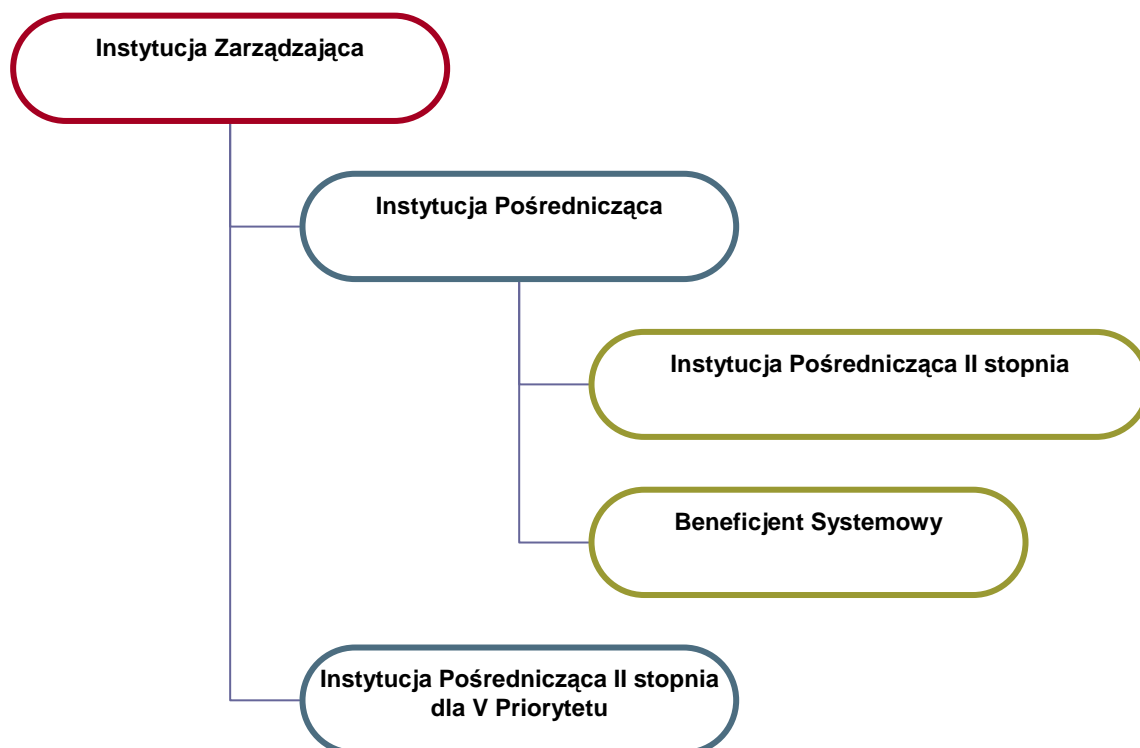 Instytucja Zarządzająca
Instytucja Pośrednicząca
Instytucja Pośrednicząca II stopnia
Beneficjent Systemowy
Instytucja Pośrednicząca II stopnia
dla V Priorytetu